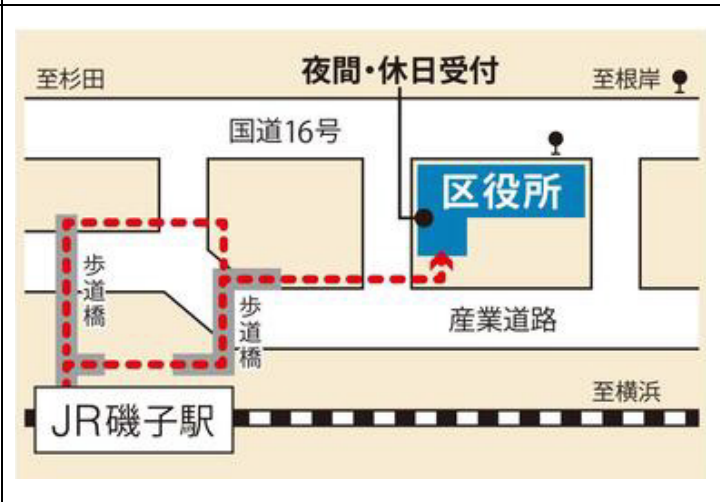 至杉田
夜間・休日受付
至根岸
国道16号
区役所
歩道橋
歩道橋
産業道路
至横浜
JR磯子駅